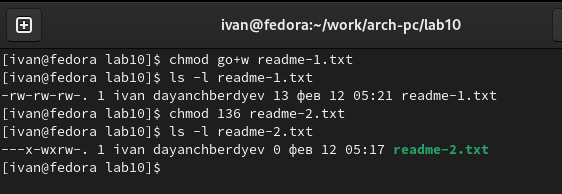 ivan@fedora:~/work/arch-pc/lab10
[ivan@fedora lab10]$ chmod go+w readme-1.txt
[ivan@fedora lab10]$ ls -l readme-1.txt
-rw-rw-rw-. 1 ivan dayanchberdyev 13 фев 12 05:21 readme-1.txt
[ivan@fedora lab10]$ chmod 136 readme-2.txt
[ivan@fedora lab10]$ ls -l readme-2.txt
---x-wxrw-. 1 ivan dayanchberdyev 0 фев 12 05:17 readme-2.txt
[ivan@fedora lab10]$